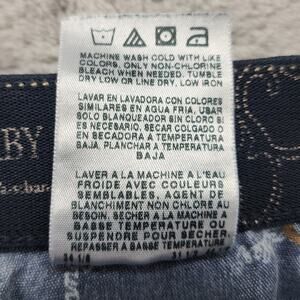 MACHINE WASH COLD WITH LIKE
COLORS. ONLY NON-CHLORINE
BLEACH WHEN NEEDED. TUMBLE
DRY LOW OR LINE DRY, LOW IRON
LAVAR EN LAVADORA CON COLORES
SIMILARES EN AGUA FRIA, USAR
SOLO BLANQUEADOR SIN CLORO SI
ES NECESARIO, SECAR COLGADO O
EN SECADORA A TEMPERATURA
BAJA, PLANCHAR A TEMPERATURA
BAJA
LAVER A LA MACHINE A L'EAU
FROIDE AVEC COULEURS
SEMBLABLES, AGENT DE
BLANCHIMENT NON CHLORE AU
BESOIN. SECHER A LA MACHINE A
BASSE TEMPERATURE OU
SUSPENDRE POUR SECHER
REPASSER A BASSE TEMPERATURE
BY